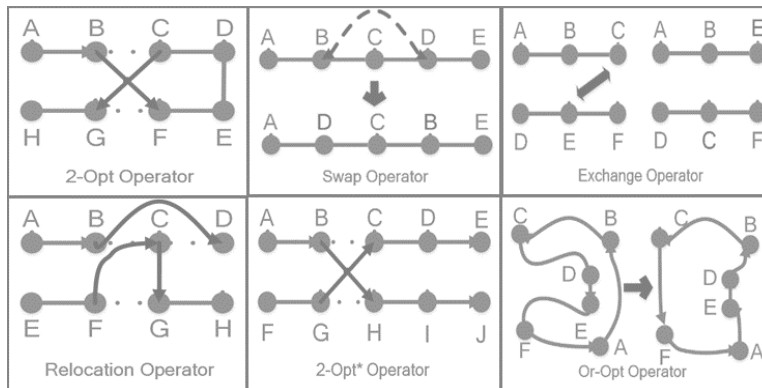 A B C D
H G F E
2-Opt Operator
A B C D E
A D C B E
Swap Operator
A B C A B E
D E F D C F
Exchange Operator
A B C D
E F G H
Relocation Operator
A B C D E
F G H I J
2-Opt* Operator
C B C B
D D
E E
F A F A
Or-Opt Operator